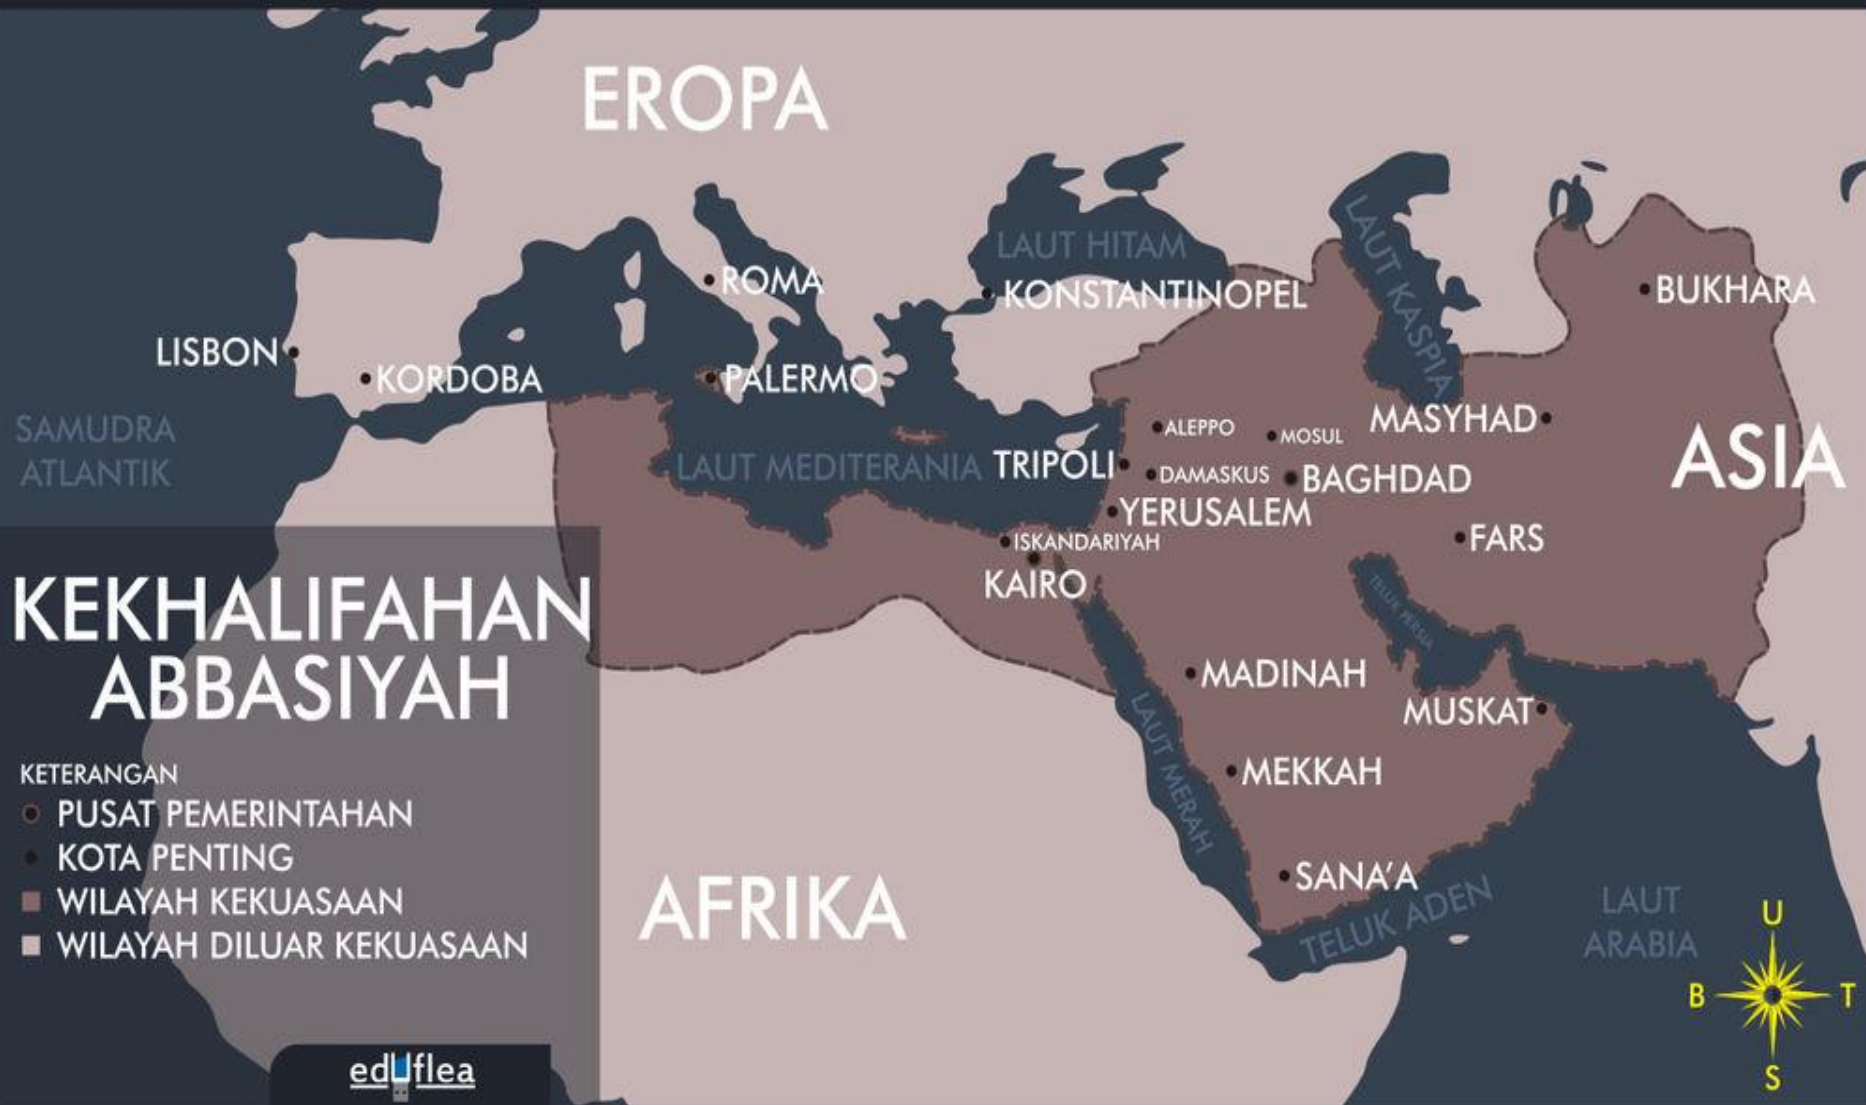 EROPA
LAUT HITAM
LAUT KASPIA
ROMA
KONSTANTINOPEL
BUKHARA
LISBON
KORDOBA
PALERMO
SAMUDRA
ATLANTIK
ALEPPO
MOSUL
MASYHAD
ASIA
LAUT MEDITERANIA
TRIPOLI
DAMASKUS
BAGHDAD
YERUSALEM
ISKANDARIYAH
FARS
KAIRO
TELUK PERSIA
MADINAH
MUSKAT
LAUT MERAH
MEKKAH
SANA'A
TELUK ADEN
AFRIKA
LAUT
ARABIA
KEKHALIFAHAN
ABBASIYAH
KETERANGAN
PUSAT PEMERINTAHAN
KOTA PENTING
WILAYAH KEKUASAAN
WILAYAH DILUAR KEKUASAAN
eduflea
U
B T
S